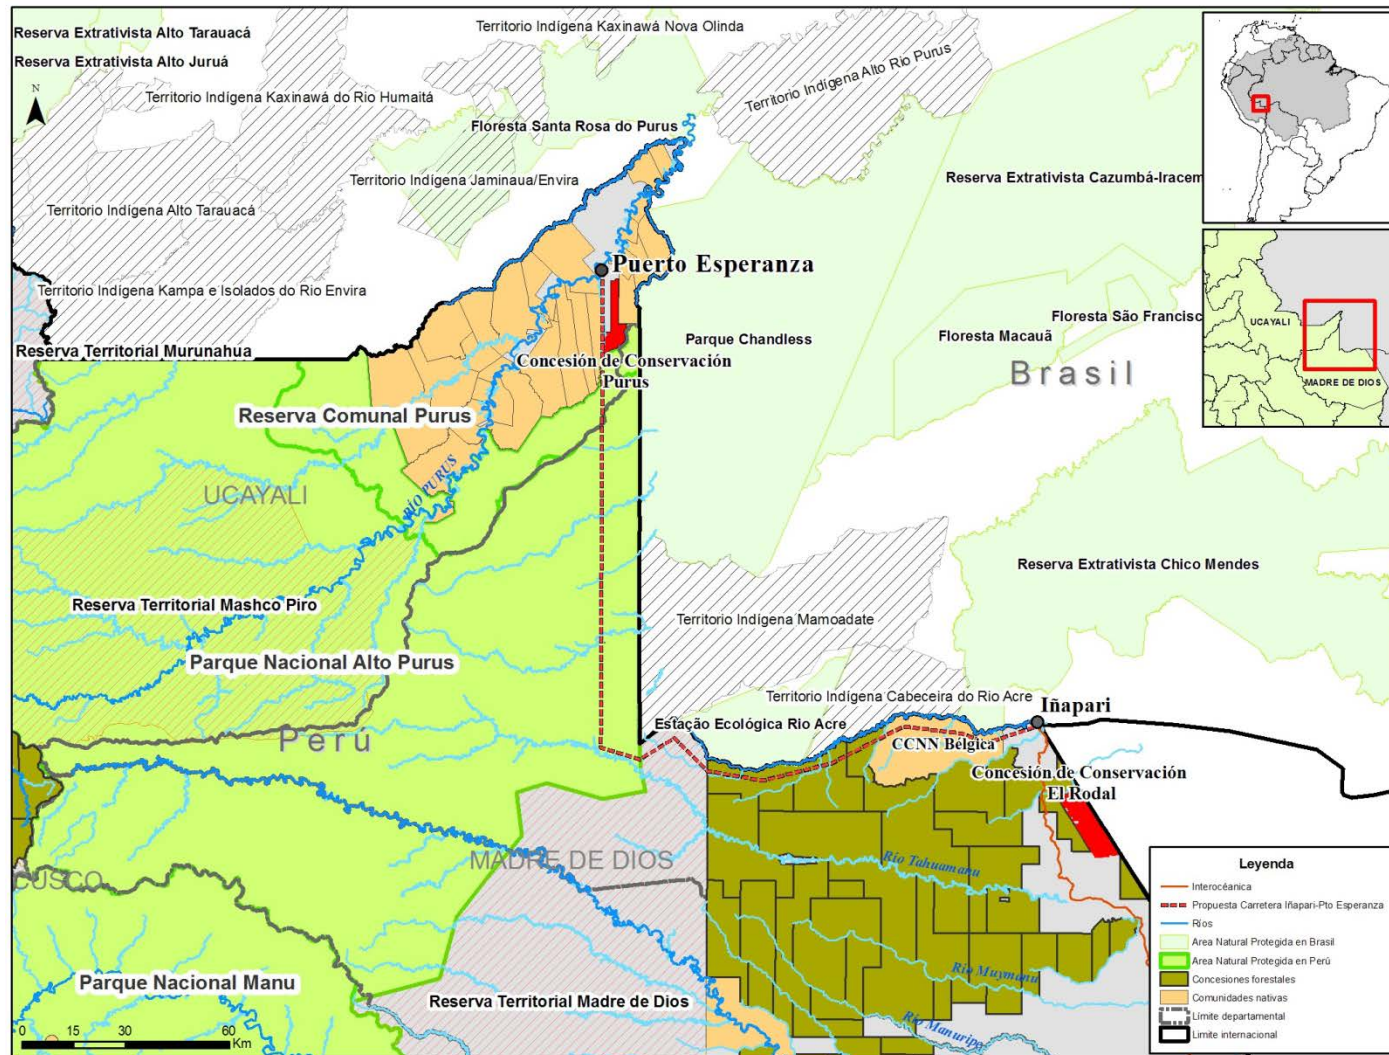 Reserva Extrativista Alto Tarauacá
Territorio Indígena Kaxinawá Nova Olinda
Reserva Extrativista Alto Juruá
Territorio Indígena Alto Rio Purus
N
Territorio Indígena Kaxinawá do Rio Humaitá
Floresta Santa Rosa do Purus
Territorio Indígena Jaminaua/Envira
Reserva Extrativista Cazumbá-Iracem
Territorio Indígena Alto Tarauacá
Puerto Esperanza
Territorio Indígena Kampa e Isolados do Rio Envira
Floresta São Francisc
Floresta Macauã
Parque Chandless
Reserva Territorial Murunahua
Concesión de Conservación
Purus
Brasil
UCAYALI
MADRE DE DIOS
Reserva Comunal Purus
RÍO PURUS
UCAYALI
Reserva Extrativista Chico Mendes
Reserva Territorial Mashco Piro
Territorio Indígena Mamoadate
Parque Nacional Alto Purus
Territorio Indígena Cabeceira do Rio Acre
Iñapari
Estação Ecológica Rio Acre
Perú
CCNN Bélgica
Concesión de Conservación
El Rodal
MADRE DE DIOS
Río Tahuamanu
CUSCO
Río Muymanu
Parque Nacional Manu
Reserva Territorial Madre de Dios
Río Manuripe
0 15 30 60
Km
Leyenda
Interocéanica
Propuesta Carretera Iñapari-Pto Esperanza
Ríos
Area Natural Protegida en Brasil
Area Natural Protegida en Perú
Concesiones forestales
Comunidades nativas
Límite departamental
Limite internacional